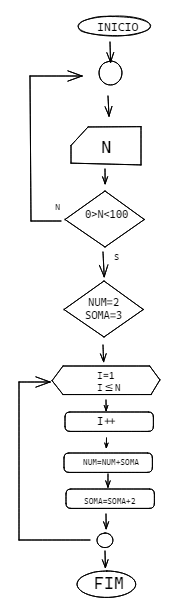 INICIO
N
0>N<100
N
S
NUM=2
SOMA=3
I=1
I≤N
I++
NUM=NUM+SOMA
SOMA=SOMA+2
FIM